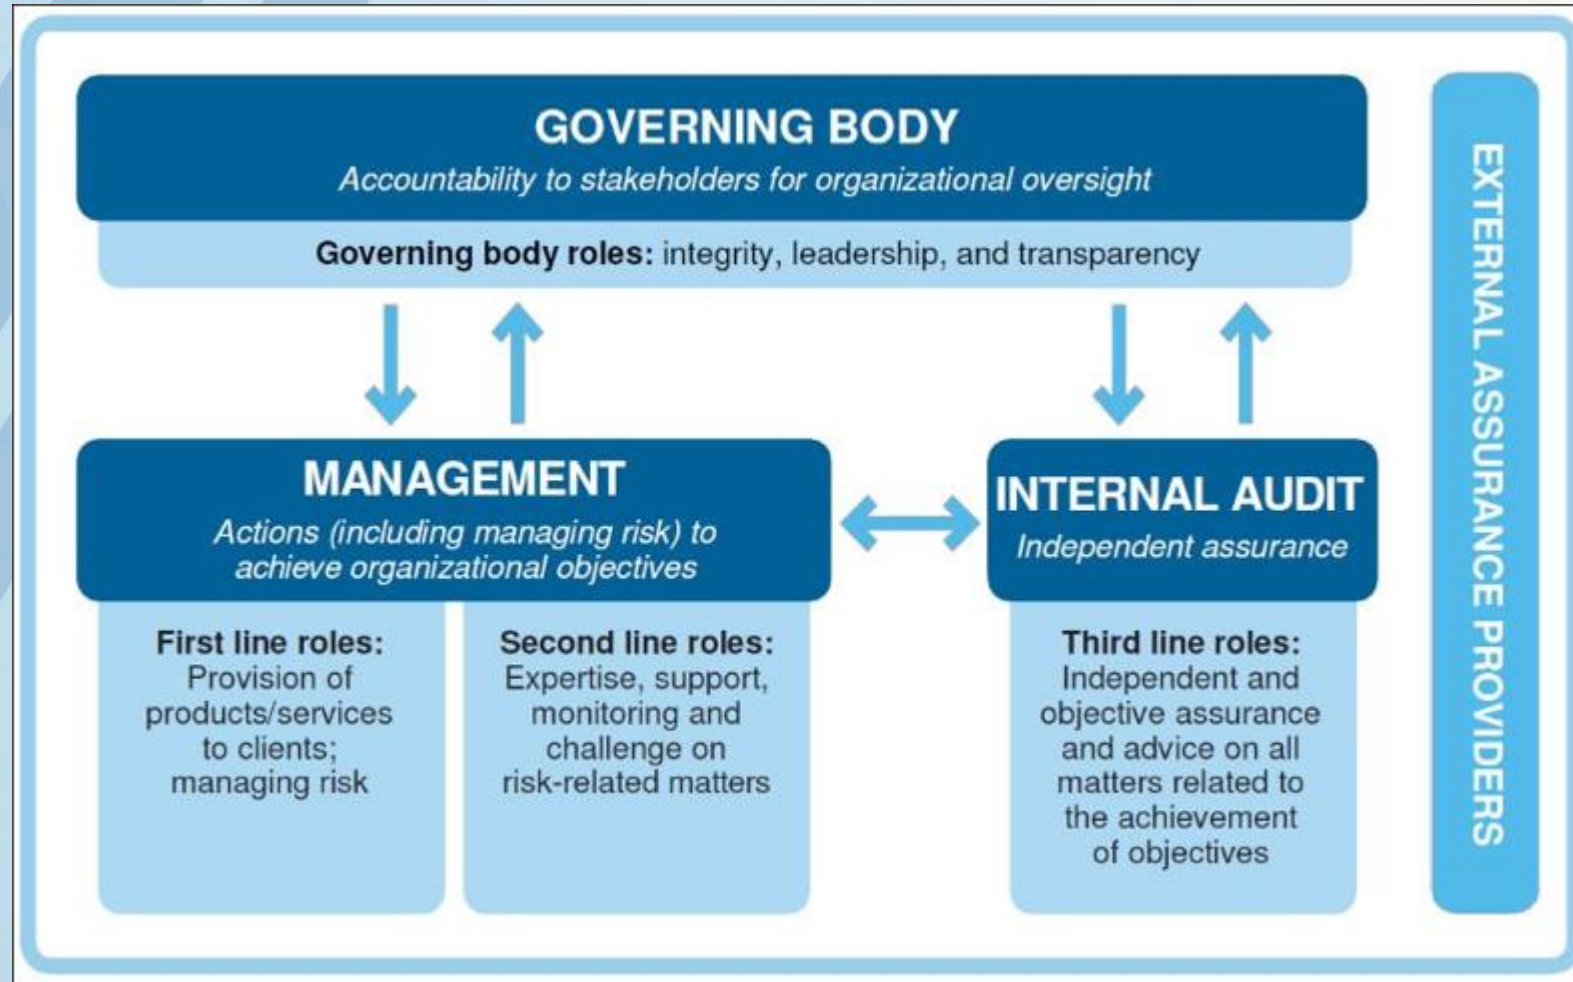 GOVERNING BODY
Accountability to stakeholders for organizational oversight
Governing body roles: integrity, leadership, and transparency
MANAGEMENT
Actions (including managing risk) to
achieve organizational objectives
First line roles:
Provision of
products/services
to clients;
managing risk
Second line roles:
Expertise, support,
monitoring and
challenge on
risk-related matters
INTERNAL AUDIT
Independent assurance
Third line roles:
Independent and
objective assurance
and advice on all
matters related to
the achievement
of objectives
EXTERNAL ASSURANCE PROVIDERS